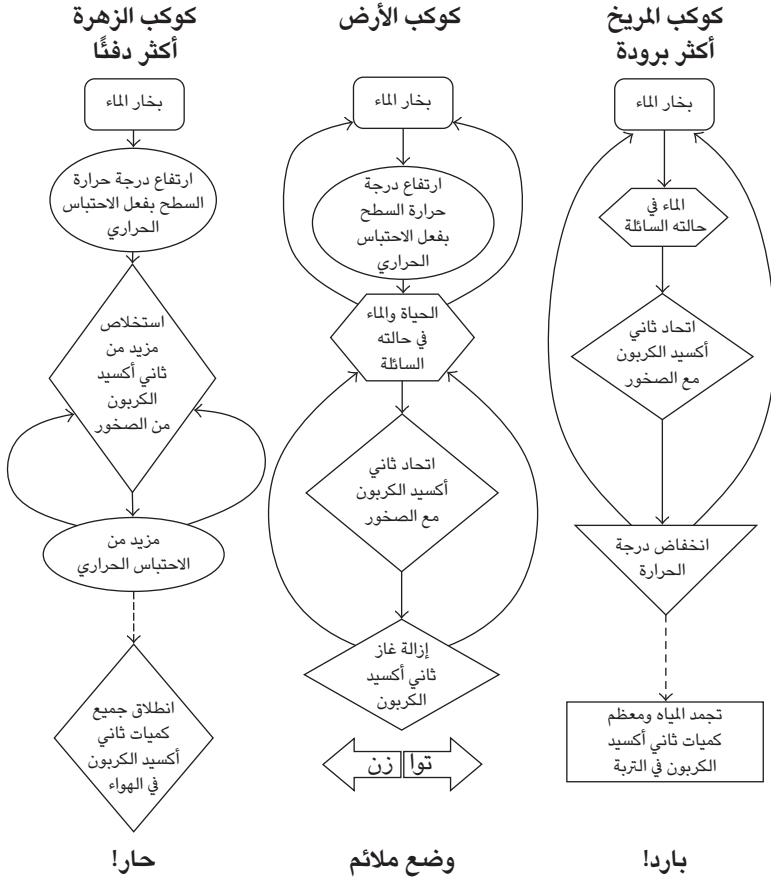 كوكب الزهرة
أكثر دفئًا
بخار الماء
ارتفاع درجة حرارة
السطح بفعل الاحتباس
الحراري
استخلاص
مزيد من
ثاني أكسيد
الكربون
من الصخور
مزيد من
الاحتباس الحراري
انطلاق جميع
كميات ثاني
أكسيد الكربون
في الهواء
حار!
كوكب الأرض
بخار الماء
ارتفاع درجة
حرارة السطح
بفعل الاحتباس
الحراري
الحياة والماء
في حالته
السائلة
اتحاد ثاني
أكسيد الكربون
مع الصخور
إزالة غاز
ثاني أكسيد
الكربون
توا زن
وضع ملائم
كوكب المريخ
أكثر برودة
بخار الماء
الماء في
حالته السائلة
اتحاد ثاني
أكسيد الكربون
مع الصخور
انخفاض درجة
الحرارة
تجمد المياه ومعظم
كميات ثاني أكسيد
الكربون في التربة
بارد!